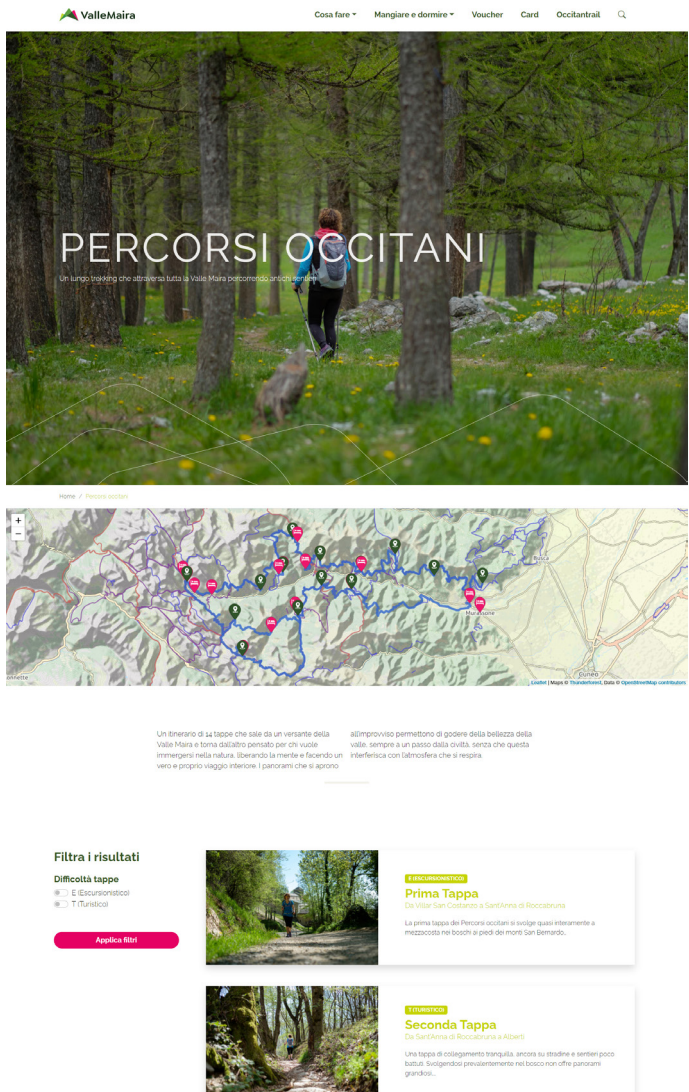 ValleMaira
Cosa fare
Mangiare e dormire
Voucher
Card
Occitantrail
PERCORSI OCCITANI
Un lungo trekking che attraversa tutta la Valle Maira percorrendo antichi sentieri
Home / Percorsi occitani
+
−
Busca
Murassone
Cuneo
onnette
Leaflet | Maps © Thunderforest, Data © OpenStreetMap contributors
Un itinerario di 14 tappe che sale da un versante della
Valle Maira e torna dall'altro pensato per chi vuole
immergersi nella natura, liberando la mente e facendo un
vero e proprio viaggio interiore. I panorami che si aprono
all'improvviso permettono di godere della bellezza della
valle, sempre a un passo dalla civiltà, senza che questa
interferisca con l'atmosfera che si respira.
Filtra i risultati
Difficoltà tappe
E (Escursionistico)
T (Turistico)
Applica filtri
E (ESCURSIONISTICO)
Prima Tappa
Da Villar San Costanzo a Sant'Anna di Roccabruna
La prima tappa dei Percorsi occitani si svolge quasi interamente a
mezzacosta nei boschi ai piedi dei monti San Bernardo,..
T (TURISTICO)
Seconda Tappa
Da Sant'Anna di Roccabruna a Alberti
Una tappa di collegamento tranquilla, ancora su stradine e sentieri poco
battuti. Svolgendosi prevalentemente nel bosco non offre panorami
grandiosi,..